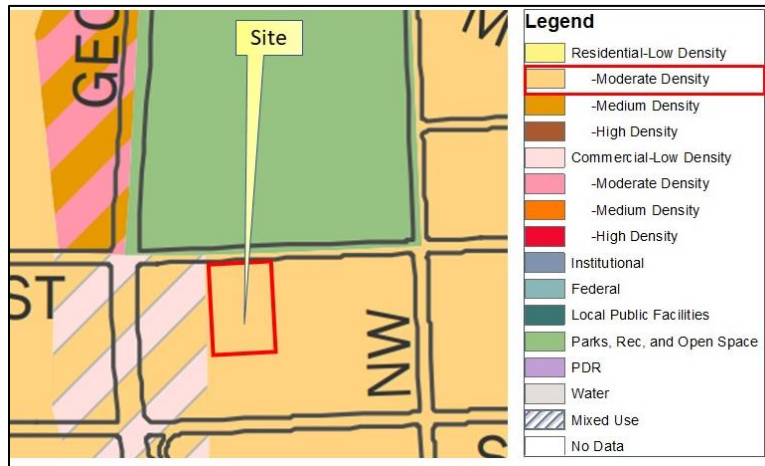 GEO
Site
M
ST
NW
S
Legend
Residential-Low Density
-Moderate Density
-Medium Density
-High Density
Commercial-Low Density
-Moderate Density
-Medium Density
-High Density
Institutional
Federal
Local Public Facilities
Parks, Rec, and Open Space
PDR
Water
Mixed Use
No Data